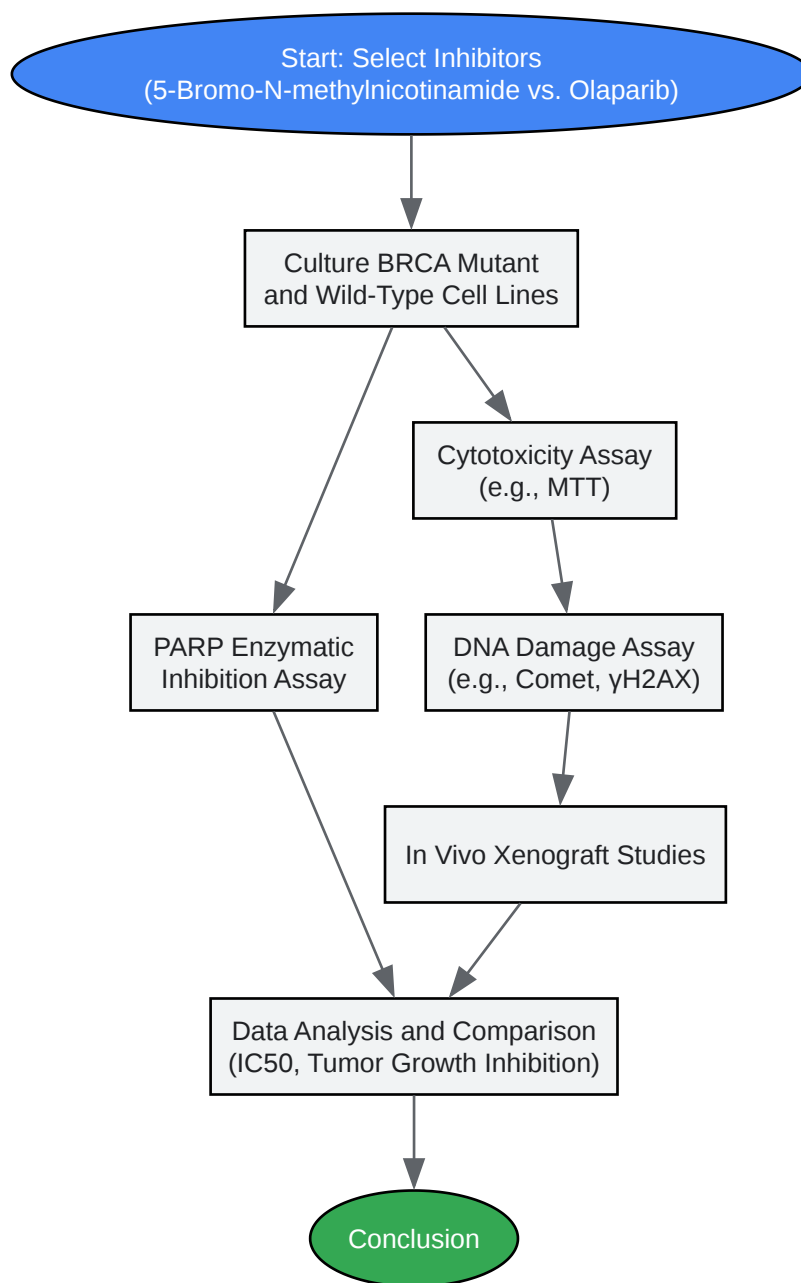 Start: Select Inhibitors
(5-Bromo-N-methylnicotinamide vs. Olaparib)
Culture BRCA Mutant
and Wild-Type Cell Lines
Cytotoxicity Assay
(e.g., MTT)
PARP Enzymatic
Inhibition Assay
DNA Damage Assay
(e.g., Comet, γH2AX)
In Vivo Xenograft Studies
Data Analysis and Comparison
(IC50, Tumor Growth Inhibition)
Conclusion